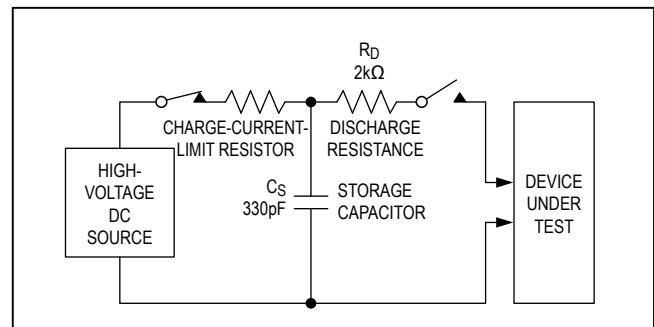 R_D
2kΩ
CHARGE-CURRENT-
LIMIT RESISTOR
DISCHARGE
RESISTANCE
HIGH-
VOLTAGE
DC
SOURCE
C_S
330pF
STORAGE
CAPACITOR
DEVICE
UNDER
TEST